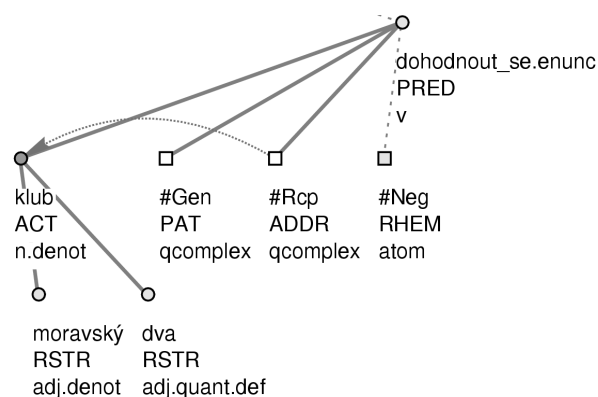 dohodnout_se.enunc
PRED
v
klub #Gen #Rcp #Neg
ACT PAT ADDR RHEM
n.denot qcomplex qcomplex atom
moravský dva
RSTR RSTR
adj.denot adj.quant.def